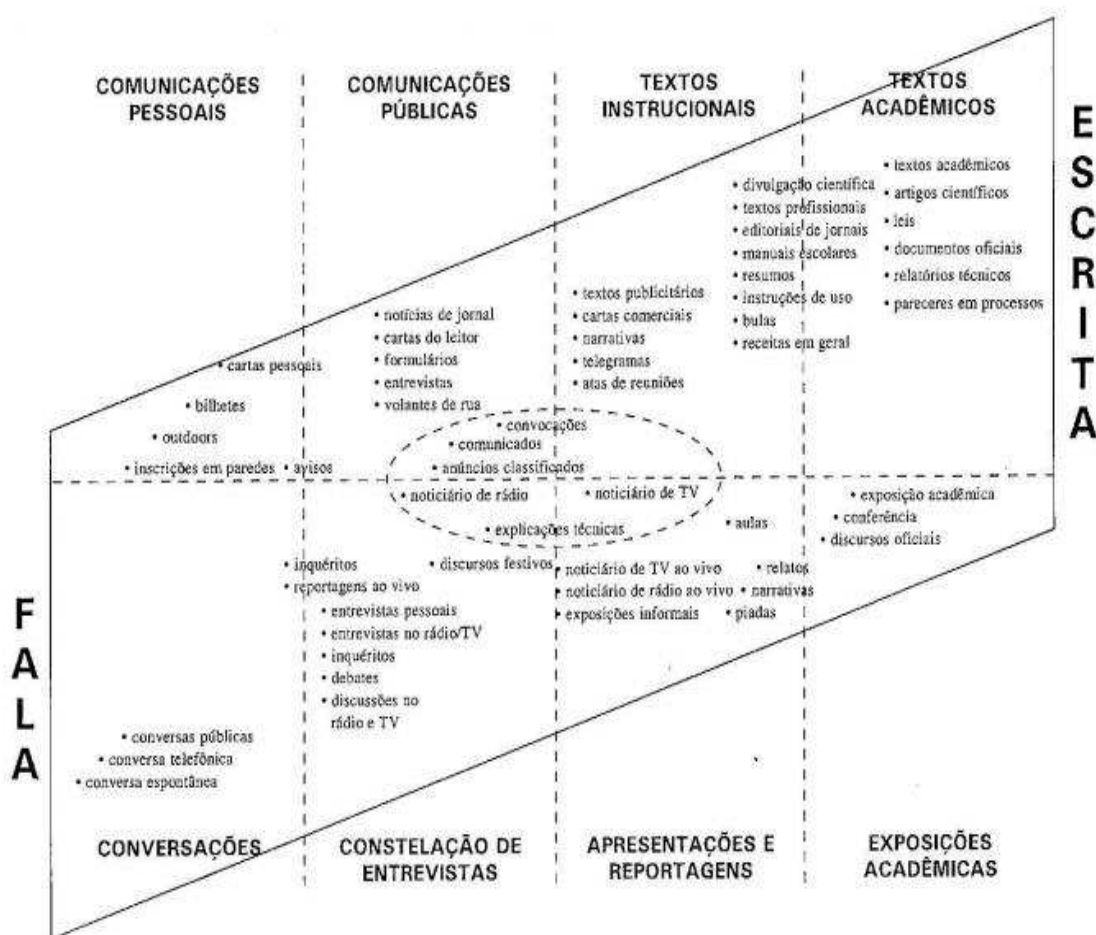 COMUNICAÇÕES
PESSOAIS
COMUNICAÇÕES
PÚBLICAS
TEXTOS
INSTRUCIONAIS
TEXTOS
ACADÊMICOS
ESCRITA
• textos acadêmicos
• artigos científicos
• leis
• documentos oficiais
• relatórios técnicos
• pareceres em processos
• divulgação científica
• textos profissionais
• editoriais de jornais
• manuais escolares
• resumos
• instruções de uso
• bulas
• receitas em geral
• textos publicitários
• cartas comerciais
• narrativas
• telegramas
• atas de reuniões
• notícias de jornal
• cartas do leitor
• formulários
• entrevistas
• volantes de rua
• cartas pessoais
• bilhetes
• outdoors
• inscrições em paredes • avisos
• convocações
• comunicados
• anúncios classificados
• noticiário de rádio
• noticiário de TV
• explicações técnicas
• aulas
• exposição acadêmica
• conferência
• discursos oficiais
• inquéritos
• reportagens ao vivo
• discursos festivos
• entrevistas pessoais
• entrevistas no rádio/TV
• inquéritos
• debates
• discussões no
rádio e TV
• noticiário de TV ao vivo
• noticiário de rádio ao vivo
• exposições informais
• relatos
• narrativas
• piadas
FALA
• conversas públicas
• conversa telefônica
• conversa espontânea
CONVERSAÇÕES
CONSTELAÇÃO DE
ENTREVISTAS
APRESENTAÇÕES E
REPORTAGENS
EXPOSIÇÕES
ACADÊMICAS